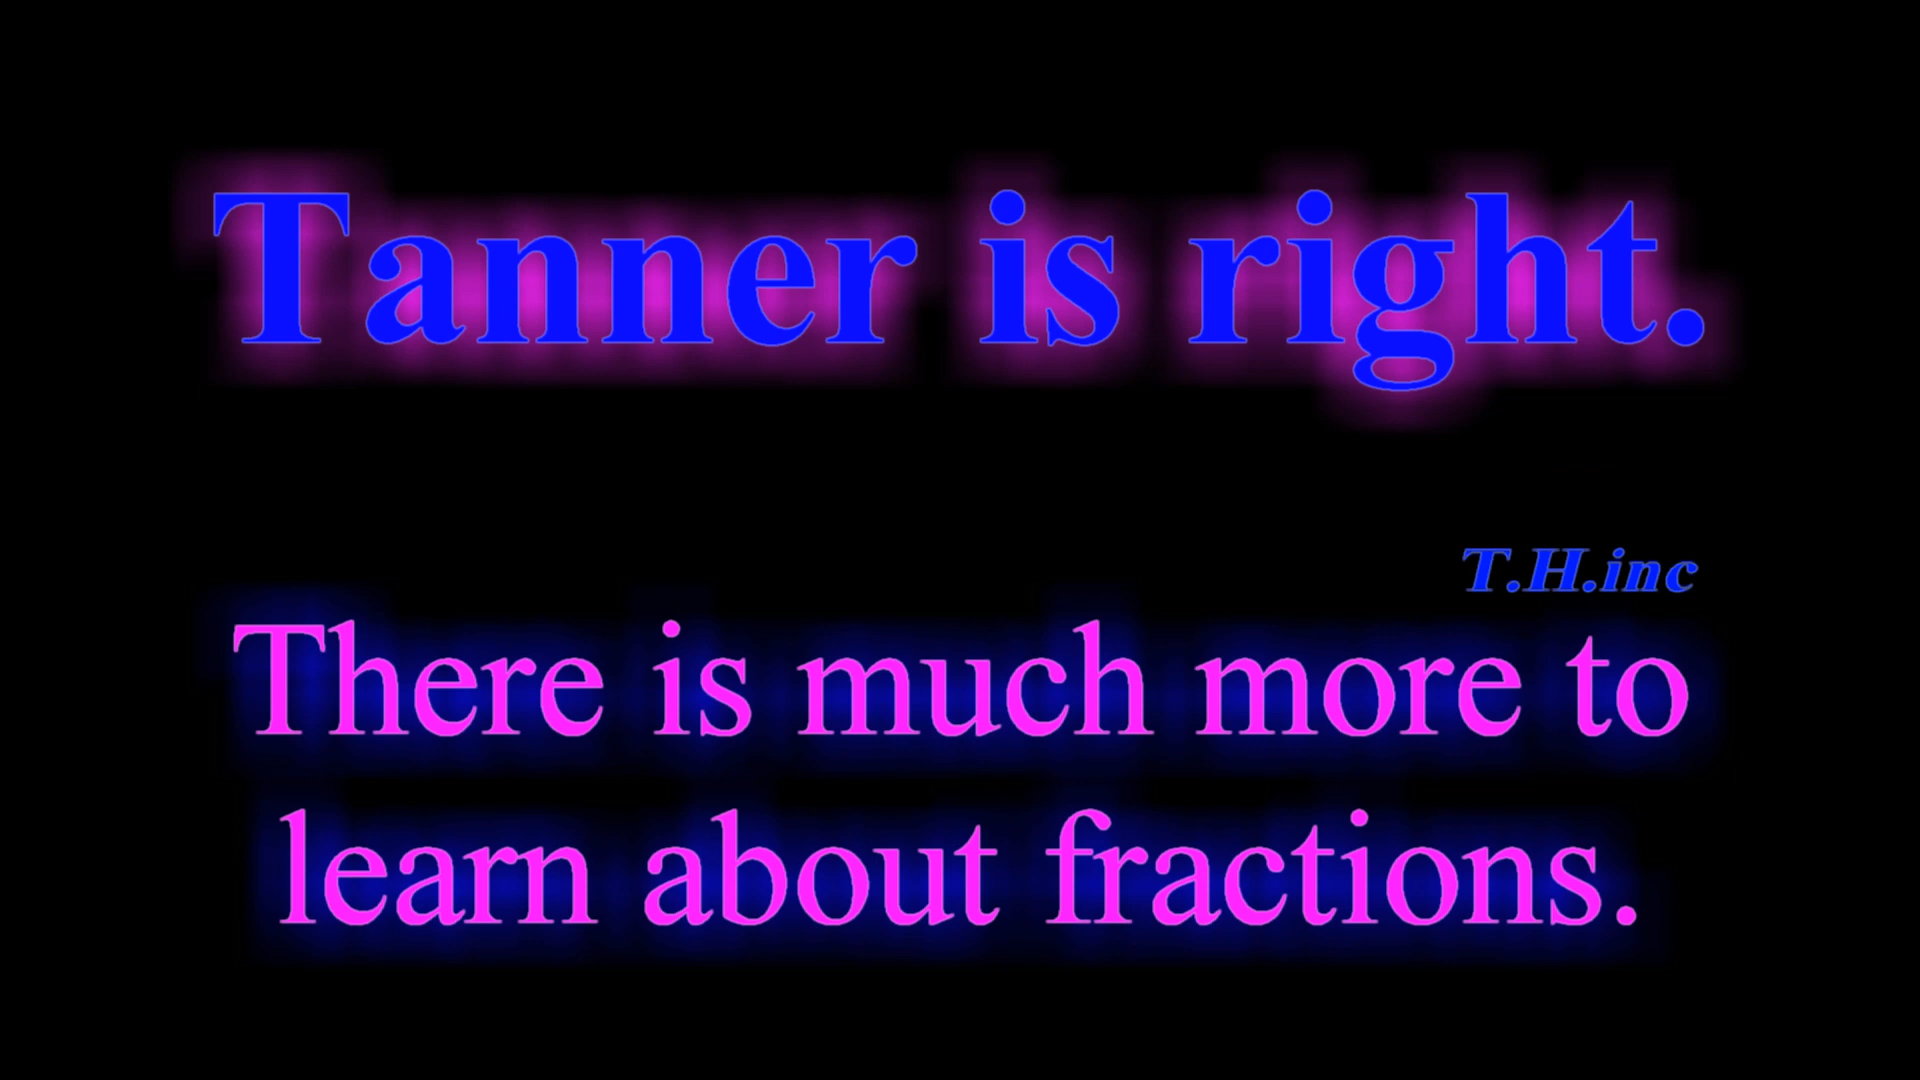 Tanner is right.
T.H.inc
There is much more to
learn about fractions.